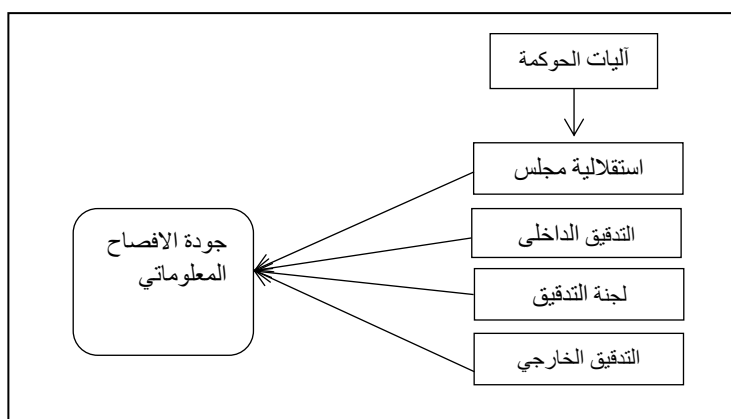 آليات الحوكمة
استقلالية مجلس
التدقيق الداخلى
لجنة التدقيق
التدقيق الخارجي
جودة الافصاح
المعلوماتي